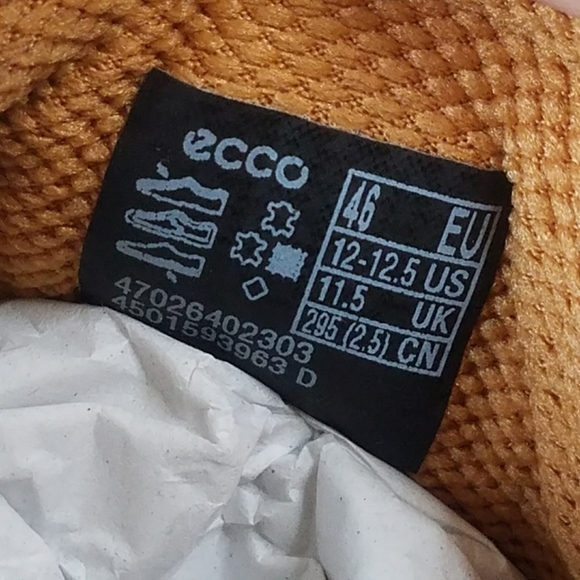 ecco
46 EU
12-12.5 US
11.5 UK
295 (2.5) CN
47026402303
4501593963 D